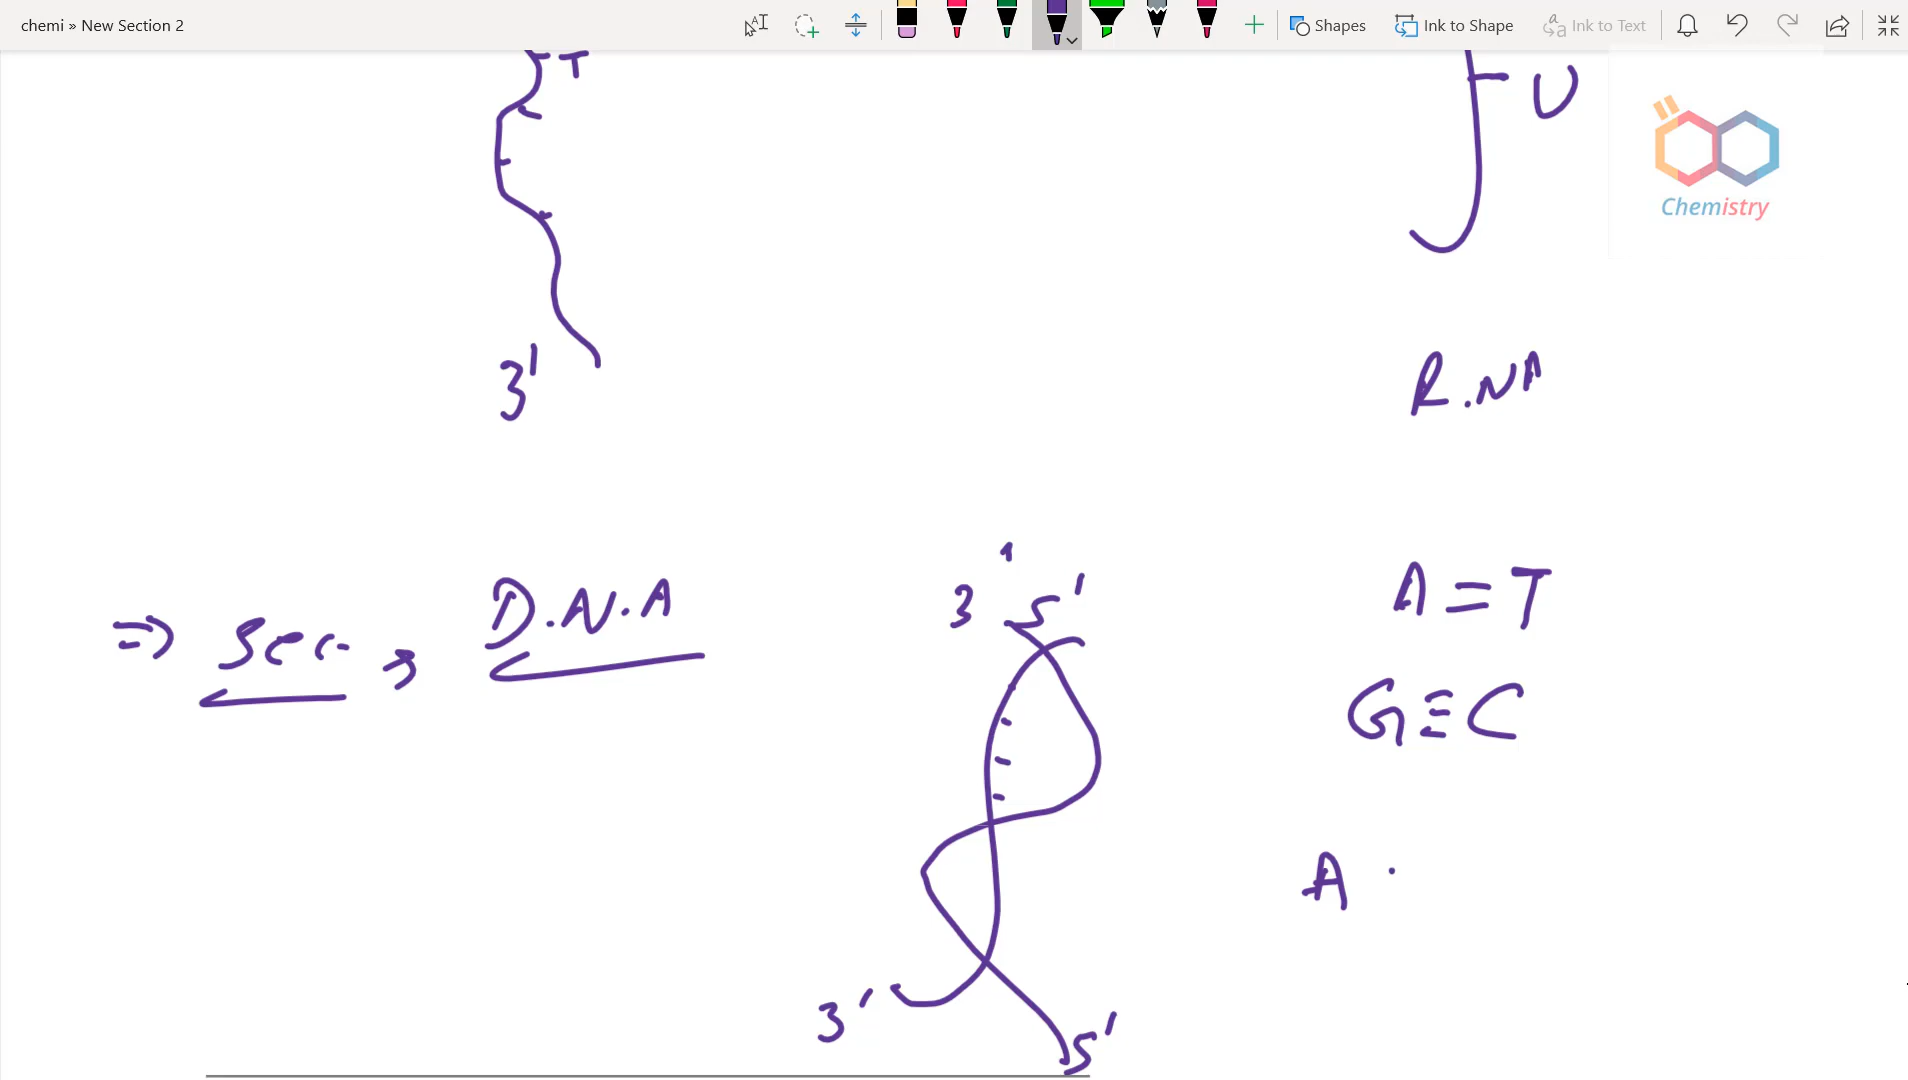 chemi » New Section 2
Shapes
Ink to Shape
Ink to Text
T
U
Chemistry
3'
R.NA
3' 5'
A = T
⇒ Sec → D.N.A
G ≡ C
A ·
3'
5'